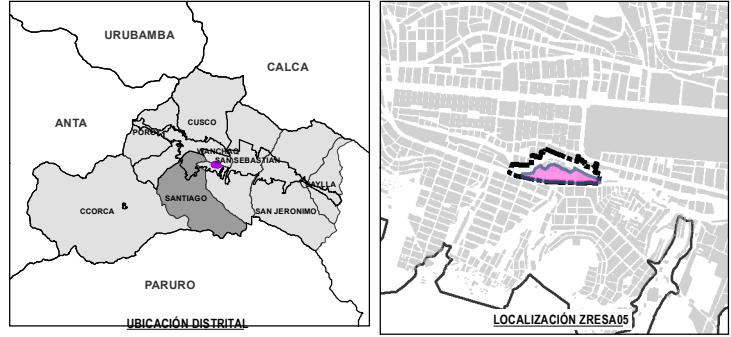 URUBAMBA
CALCA
ANTA
CUSCO
POROY
WANCHAQ
SAN SEBASTIAN
SAYLLA
CCORCA
SANTIAGO
SAN JERONIMO
PARURO
UBICACIÓN DISTRITAL
LOCALIZACIÓN ZRESA05